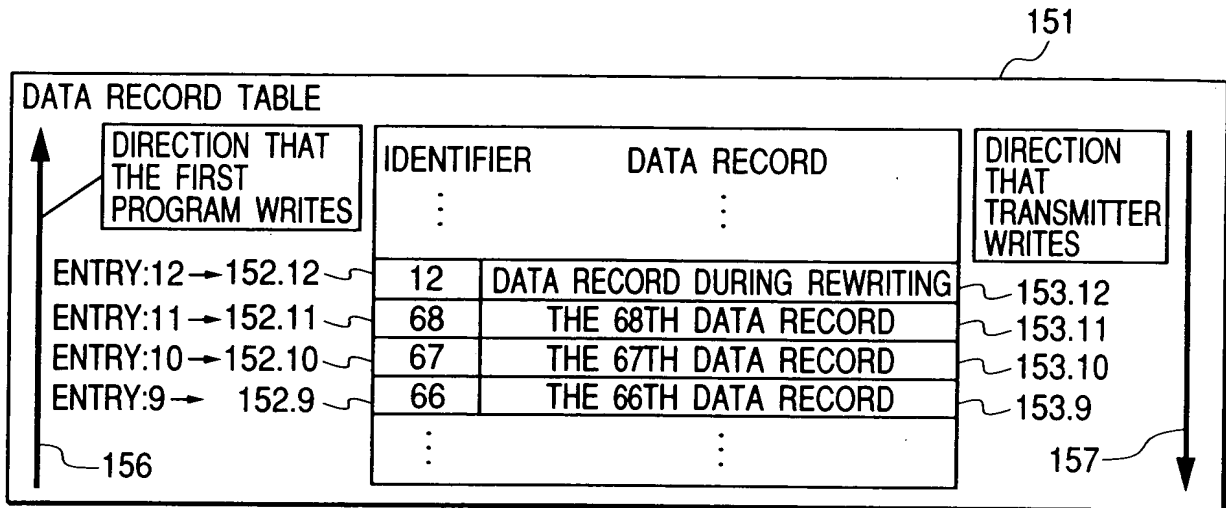 151
DATA RECORD TABLE
DIRECTION THAT
THE FIRST
PROGRAM WRITES
IDENTIFIER DATA RECORD
DIRECTION
THAT
TRANSMITTER
WRITES
ENTRY:12→152.12 12 DATA RECORD DURING REWRITING 153.12
ENTRY:11→152.11 68 THE 68TH DATA RECORD 153.11
ENTRY:10→152.10 67 THE 67TH DATA RECORD 153.10
ENTRY:9→ 152.9 66 THE 66TH DATA RECORD 153.9
156 157